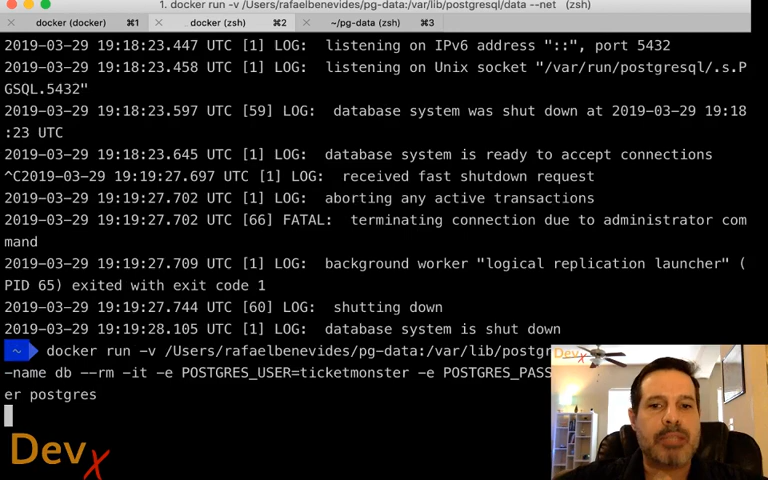 1. docker run -v /Users/rafaelbenevides/pg-data:/var/lib/postgresql/data --net (zsh)
docker (docker) ⌘1 docker (zsh) ⌘2 ~/pg-data (zsh) ⌘3
2019-03-29 19:18:23.447 UTC [1] LOG:  listening on IPv6 address "::", port 5432
2019-03-29 19:18:23.458 UTC [1] LOG:  listening on Unix socket "/var/run/postgresql/.s.P
GSQL.5432"
2019-03-29 19:18:23.597 UTC [59] LOG:  database system was shut down at 2019-03-29 19:18
:23 UTC
2019-03-29 19:18:23.645 UTC [1] LOG:  database system is ready to accept connections
^C2019-03-29 19:19:27.697 UTC [1] LOG:  received fast shutdown request
2019-03-29 19:19:27.702 UTC [1] LOG:  aborting any active transactions
2019-03-29 19:19:27.702 UTC [66] FATAL:  terminating connection due to administrator com
mand
2019-03-29 19:19:27.709 UTC [1] LOG:  background worker "logical replication launcher" (
PID 65) exited with exit code 1
2019-03-29 19:19:27.744 UTC [60] LOG:  shutting down
2019-03-29 19:19:28.105 UTC [1] LOG:  database system is shut down
~ docker run -v /Users/rafaelbenevides/pg-data:/var/lib/postgr
-name db --rm -it -e POSTGRES_USER=ticketmonster -e POSTGRES_PASS
er postgres
DevX
Dev